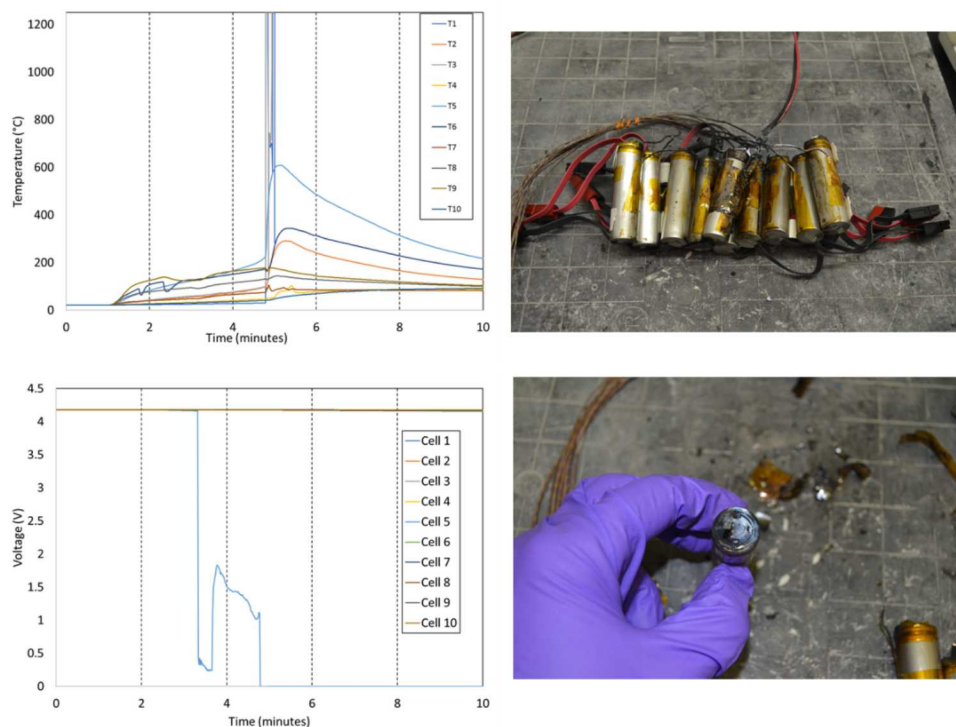 1200
1000
800
600
400
200
0
Temperature (°C)
0 2 4 6 8 10
Time (minutes)
T1
T2
T3
T4
T5
T6
T7
T8
T9
T10
4.5
4
3.5
3
2.5
2
1.5
1
0.5
0
Voltage (V)
0 2 4 6 8 10
Time (minutes)
Cell 1
Cell 2
Cell 3
Cell 4
Cell 5
Cell 6
Cell 7
Cell 8
Cell 9
Cell 10